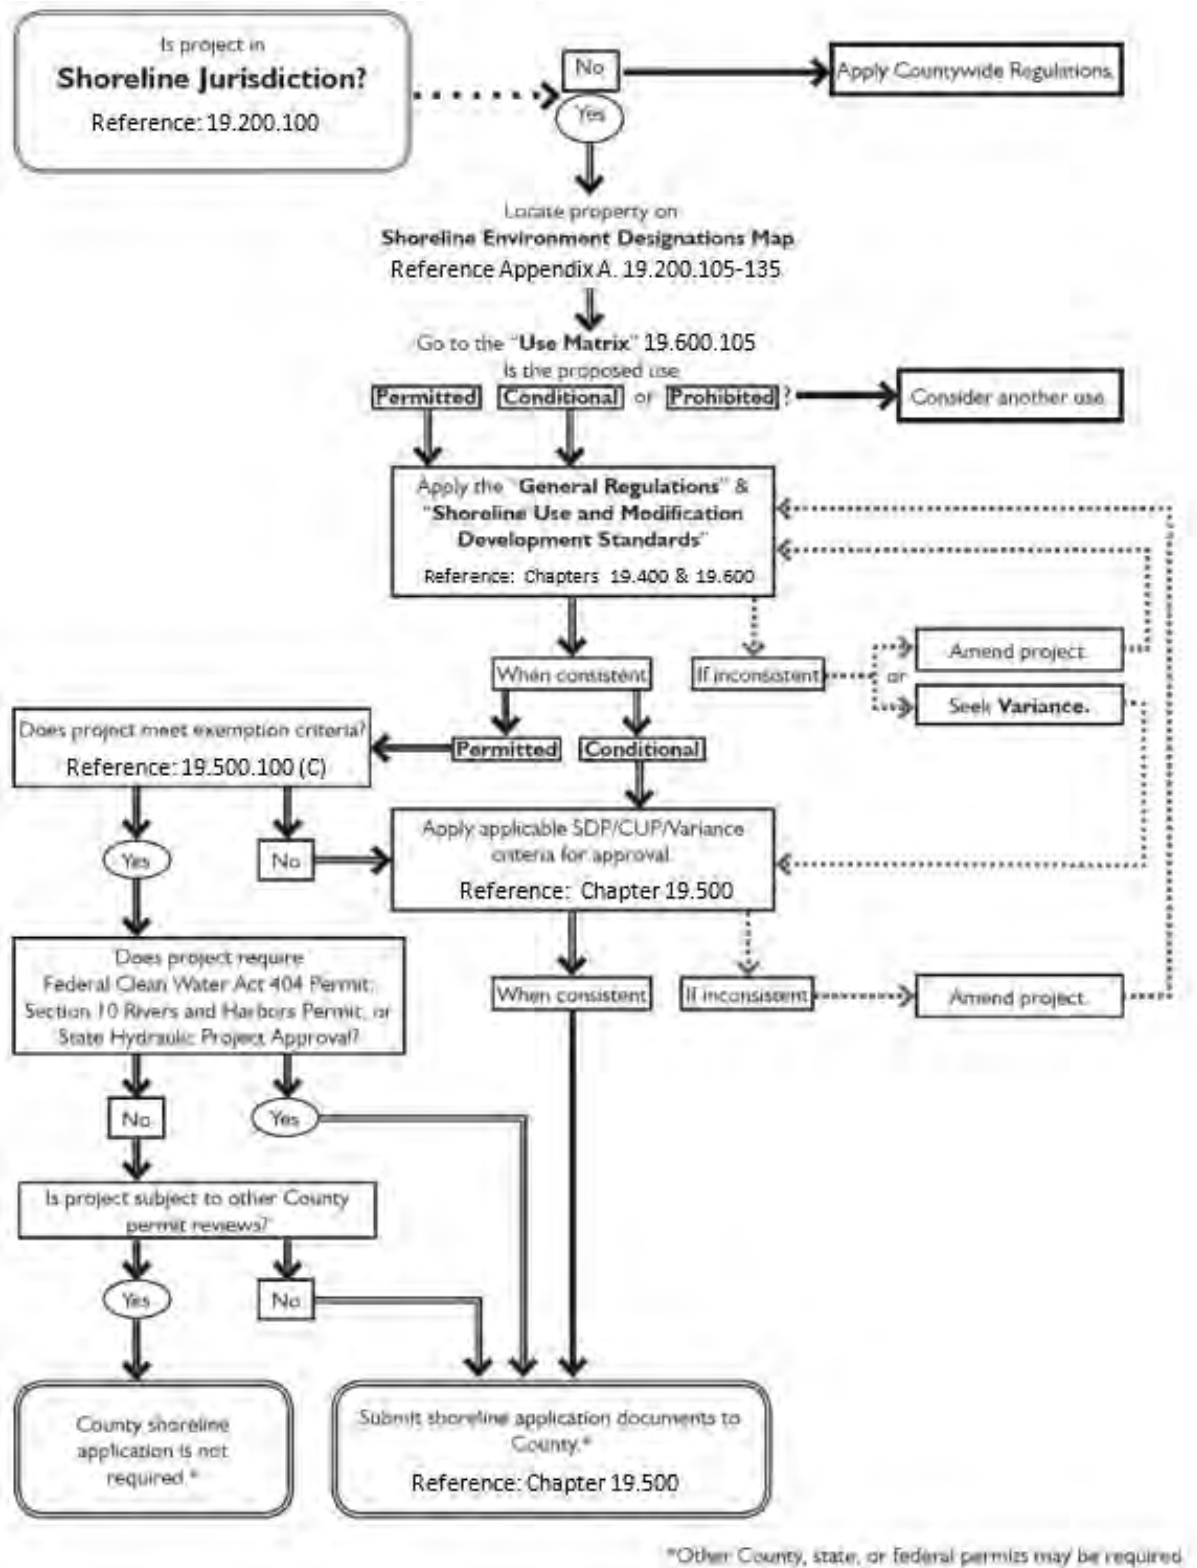 Is project in
Shoreline Jurisdiction?
Reference: 19.200.100
No
Yes
Apply Countywide Regulations.
Locate property on
Shoreline Environment Designations Map
Reference Appendix A. 19.200.105-135
Go to the "Use Matrix" 19.600.105
Is the proposed use
Permitted Conditional or Prohibited ?
Consider another use.
Apply the "General Regulations" &
"Shoreline Use and Modification
Development Standards"
Reference: Chapters 19.400 & 19.600
When consistent
If inconsistent
Amend project.
or
Seek Variance.
Permitted
Conditional
Does project meet exemption criteria?
Reference: 19.500.100 (C)
Yes
No
Apply applicable SDP/CUP/Variance
criteria for approval.
Reference: Chapter 19.500
When consistent
If inconsistent
Amend project.
Does project require
Federal Clean Water Act 404 Permit,
Section 10 Rivers and Harbors Permit, or
State Hydraulic Project Approval?
No
Yes
Is project subject to other County
permit reviews?
Yes
No
County shoreline
application is not
required.*
Submit shoreline application documents to
County.*
Reference: Chapter 19.500
*Other County, state, or federal permits may be required.